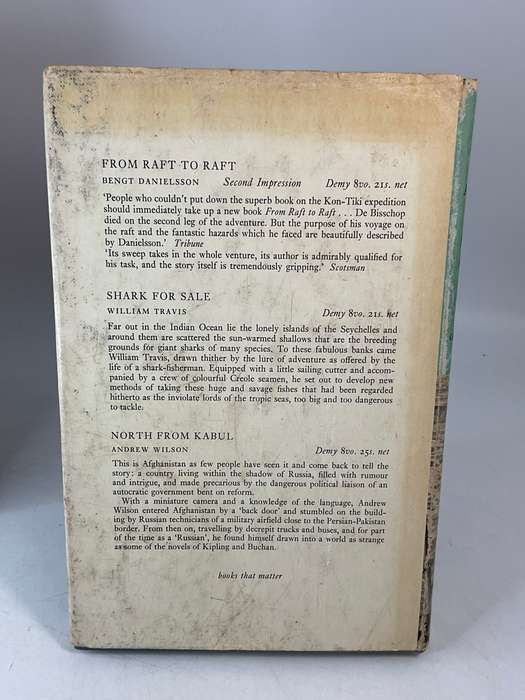 FROM RAFT TO RAFT
BENGT DANIELSSON Second Impression Demy 8vo. 21s. net
'People who couldn't put down the superb book on the Kon-Tiki expedition
should immediately take up a new book From Raft to Raft . . . De Bisschop
died on the second leg of the adventure. But the purpose of his voyage on
the raft and the fantastic hazards which he faced are beautifully described
by Danielsson.' Tribune
'Its sweep takes in the whole venture, its author is admirably qualified for
his task, and the story itself is tremendously gripping.' Scotsman
SHARK FOR SALE
WILLIAM TRAVIS Demy 8vo. 21s. net
Far out in the Indian Ocean lie the lonely islands of the Seychelles and
around them are scattered the sun-warmed shallows that are the breeding
grounds for giant sharks of many species. To these fabulous banks came
William Travis, drawn thither by the lure of adventure as offered by the
life of a shark-fisherman. Equipped with a little sailing cutter and accom-
panied by a crew of colourful Creole seamen, he set out to develop new
methods of taking these huge and savage fishes that had been regarded
hitherto as the inviolate lords of the tropic seas, too big and too dangerous
to tackle.
NORTH FROM KABUL
ANDREW WILSON Demy 8vo. 25s. net
This is Afghanistan as few people have seen it and come back to tell the
story: a country living within the shadow of Russia, filled with rumour
and intrigue, and made precarious by the dangerous political liaison of an
autocratic government bent on reform.
With a miniature camera and a knowledge of the language, Andrew
Wilson entered Afghanistan by a 'back door' and stumbled on the build-
ing by Russian technicians of a military airfield close to the Persian-Pakistan
border. From then on, travelling by decrepit trucks and buses, and for part
of the time as a 'Russian', he found himself drawn into a world as strange
as some of the novels of Kipling and Buchan.
books that matter